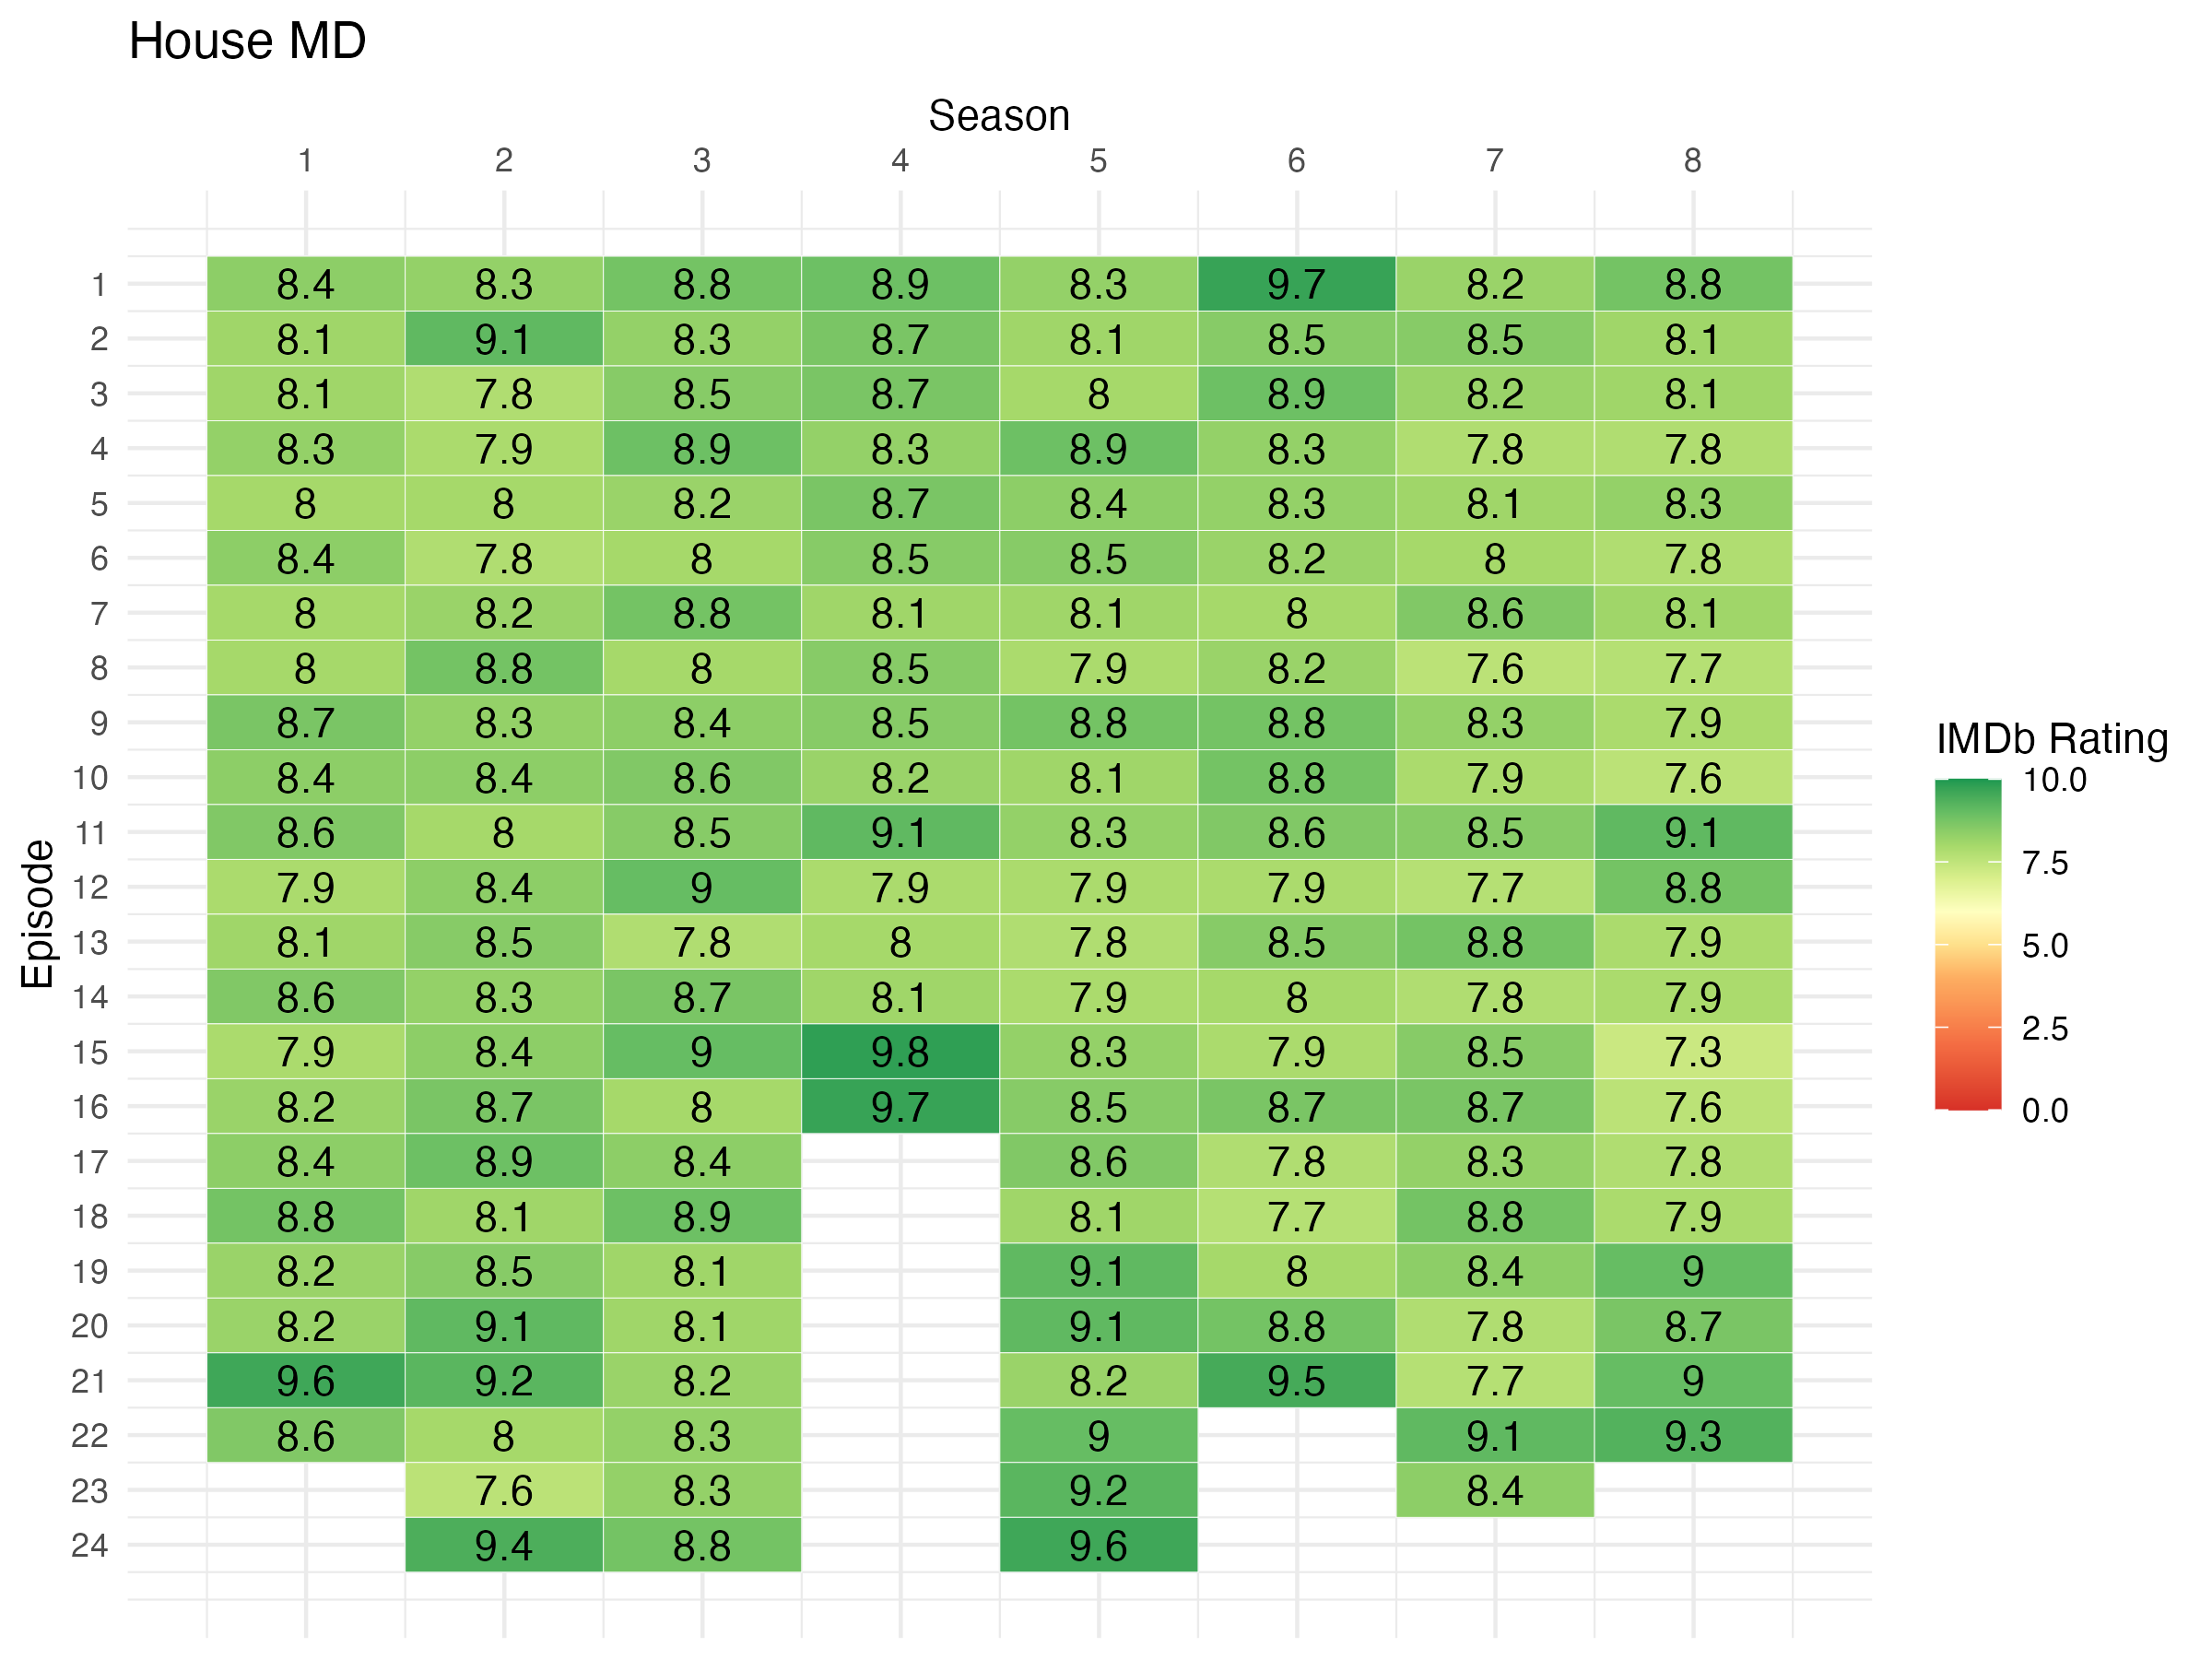 House MD
Season
1 2 3 4 5 6 7 8
1 8.4 8.3 8.8 8.9 8.3 9.7 8.2 8.8
2 8.1 9.1 8.3 8.7 8.1 8.5 8.5 8.1
3 8.1 7.8 8.5 8.7 8 8.9 8.2 8.1
4 8.3 7.9 8.9 8.3 8.9 8.3 7.8 7.8
5 8 8 8.2 8.7 8.4 8.3 8.1 8.3
6 8.4 7.8 8 8.5 8.5 8.2 8 7.8
7 8 8.2 8.8 8.1 8.1 8 8.6 8.1
8 8 8.8 8 8.5 7.9 8.2 7.6 7.7
9 8.7 8.3 8.4 8.5 8.8 8.8 8.3 7.9
10 8.4 8.4 8.6 8.2 8.1 8.8 7.9 7.6
11 8.6 8 8.5 9.1 8.3 8.6 8.5 9.1
12 7.9 8.4 9 7.9 7.9 7.9 7.7 8.8
13 8.1 8.5 7.8 8 7.8 8.5 8.8 7.9
14 8.6 8.3 8.7 8.1 7.9 8 7.8 7.9
15 7.9 8.4 9 9.8 8.3 7.9 8.5 7.3
16 8.2 8.7 8 9.7 8.5 8.7 8.7 7.6
17 8.4 8.9 8.4 8.6 7.8 8.3 7.8
18 8.8 8.1 8.9 8.1 7.7 8.8 7.9
19 8.2 8.5 8.1 9.1 8 8.4 9
20 8.2 9.1 8.1 9.1 8.8 7.8 8.7
21 9.6 9.2 8.2 8.2 9.5 7.7 9
22 8.6 8 8.3 9 9.1 9.3
23 7.6 8.3 9.2 8.4
24 9.4 8.8 9.6
Episode
IMDb Rating
10.0
7.5
5.0
2.5
0.0